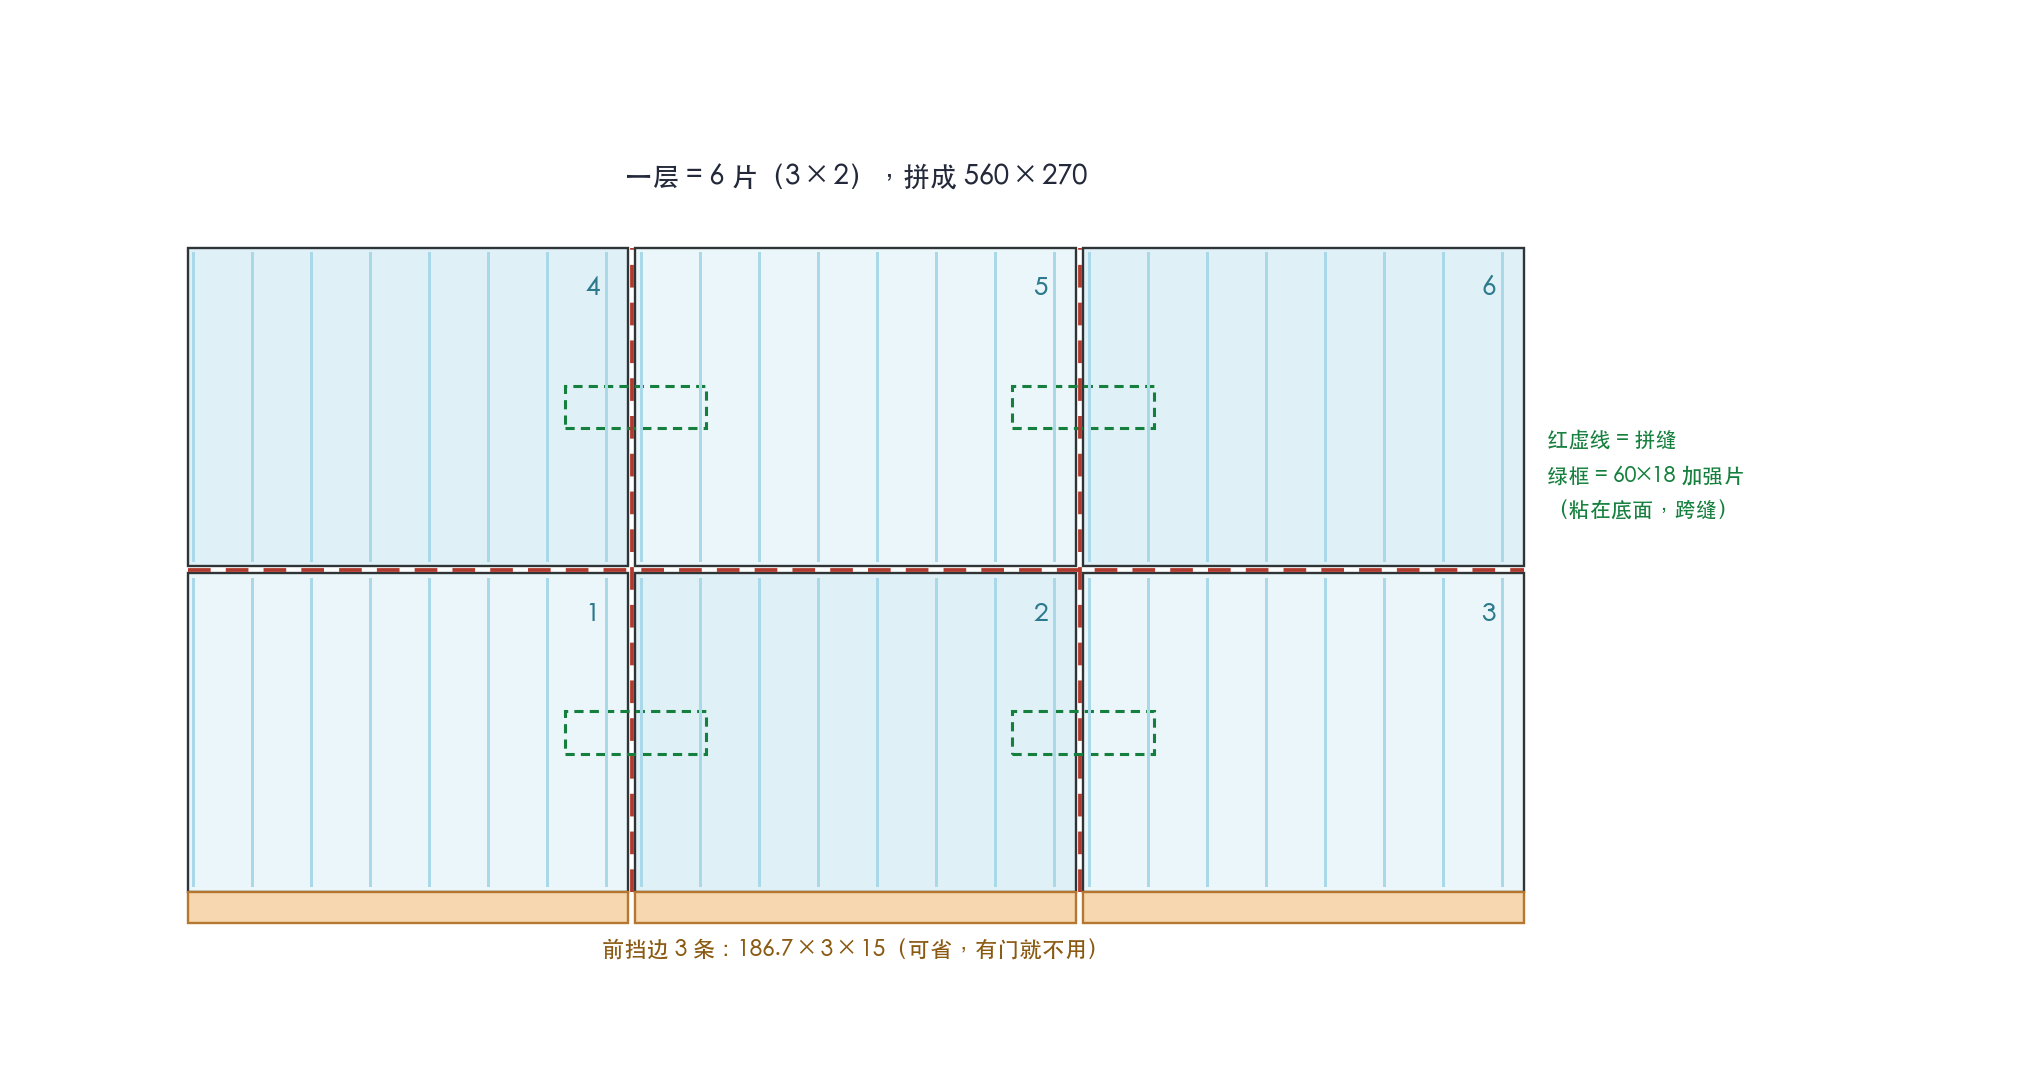 一层 = 6 片（3 × 2），拼成 560 × 270
4
5
6
红虚线 = 拼缝
绿框 = 60×18 加强片
（粘在底面，跨缝）
1
2
3
前挡边 3 条：186.7 × 3 × 15（可省，有门就不用）